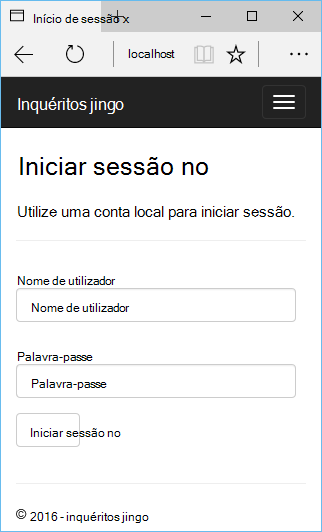 Início de sessão x
localhost
Inquéritos jingo
Iniciar sessão no
Utilize uma conta local para iniciar sessão.
Nome de utilizador
Nome de utilizador
Palavra-passe
Palavra-passe
Iniciar sessão no
© 2016 - inquéritos jingo